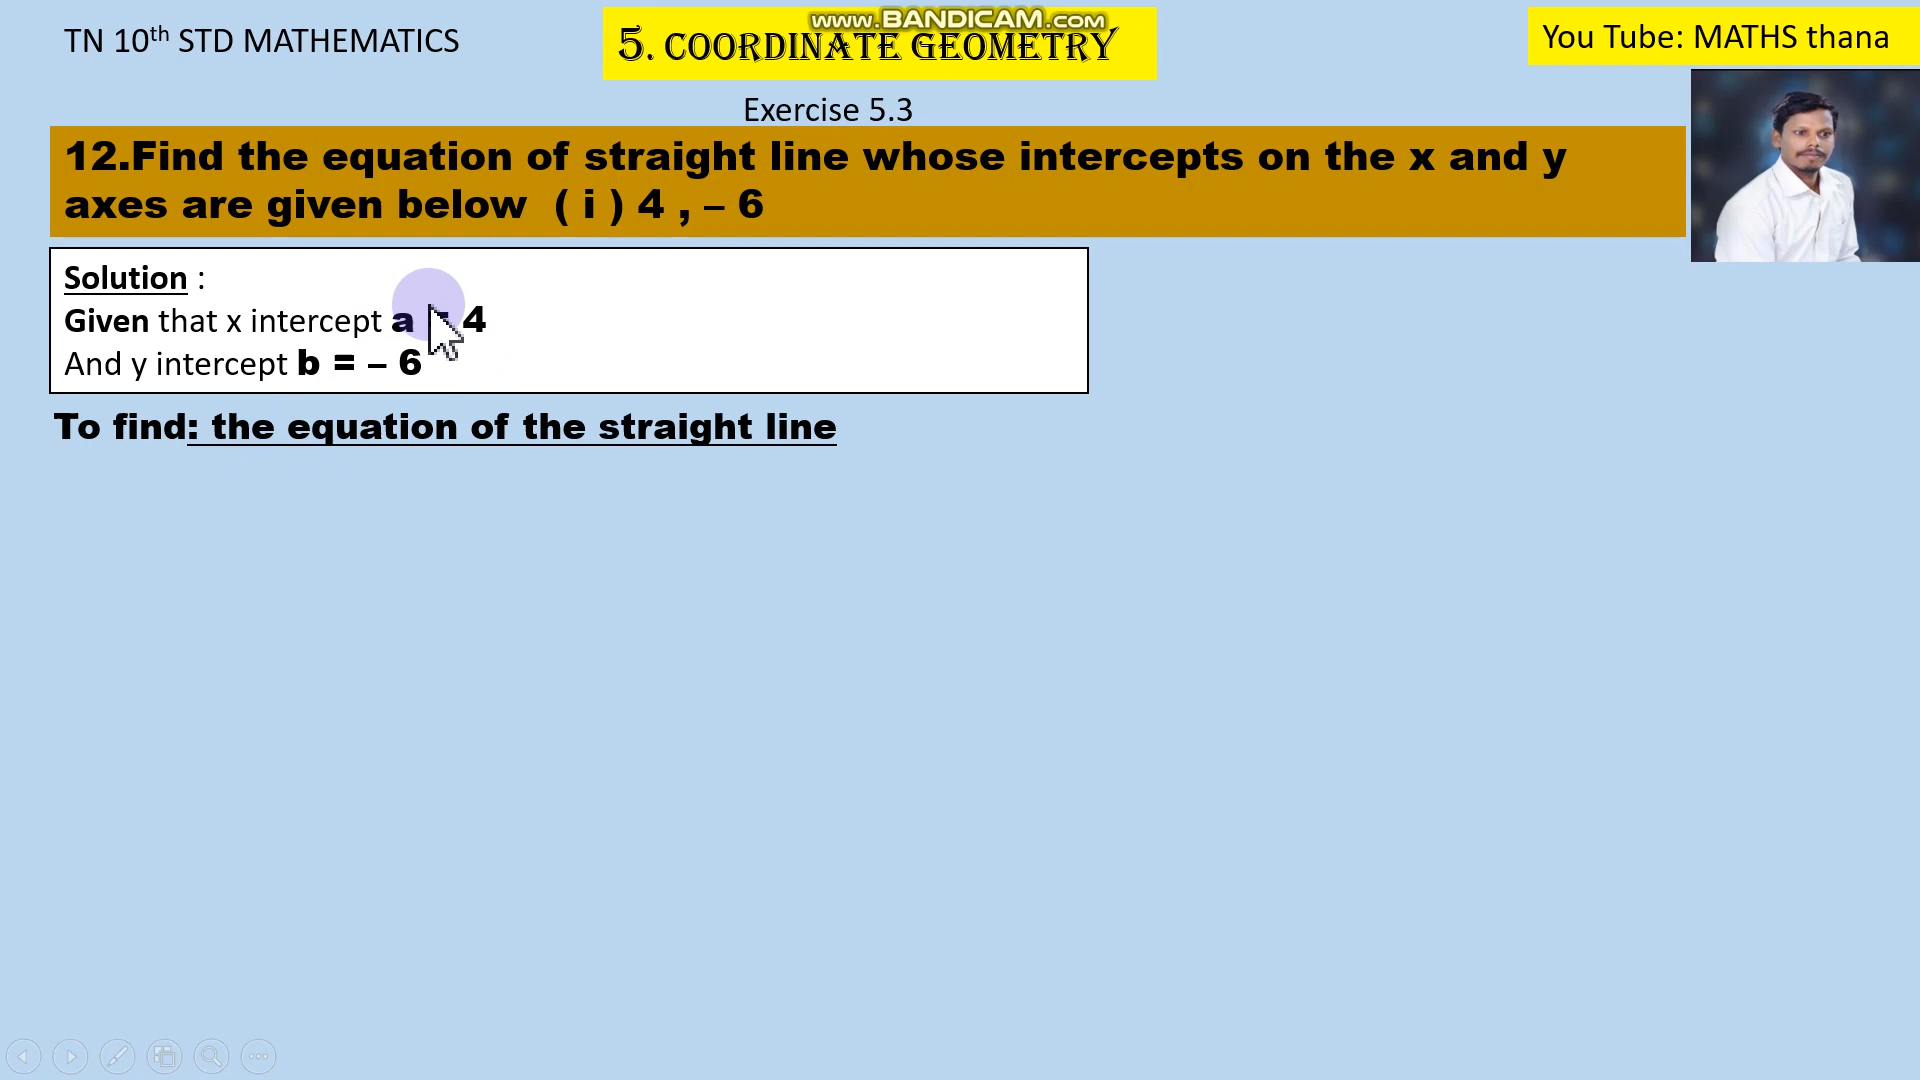 www.BANDICAM.com
TN 10th STD MATHEMATICS
5. COORDINATE GEOMETRY
You Tube: MATHS thana
Exercise 5.3
12.Find the equation of straight line whose intercepts on the x and y
axes are given below ( i ) 4 , – 6
Solution :
Given that x intercept a = 4
And y intercept b = – 6
To find: the equation of the straight line